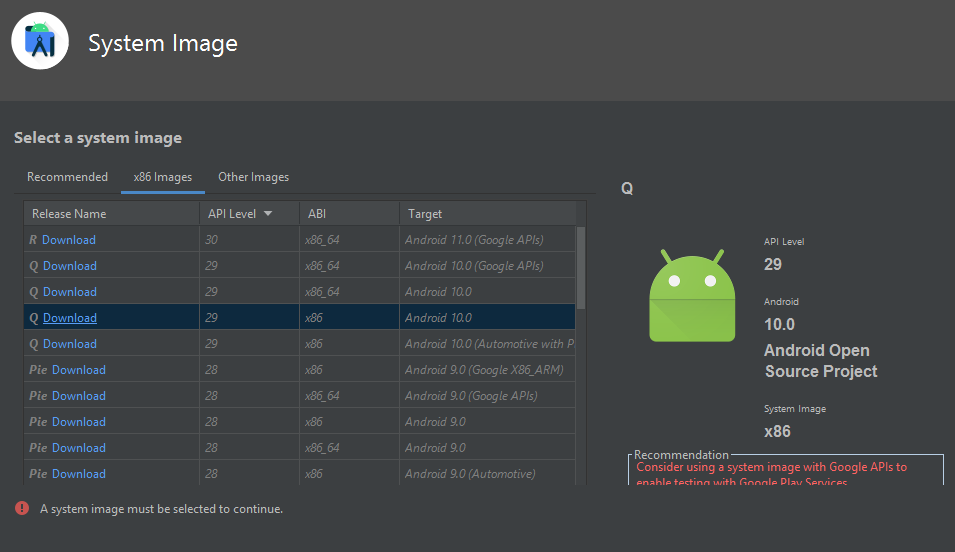 System Image
Select a system image
Recommended x86 Images Other Images
Release Name API Level ABI Target
R Download 30 x86_64 Android 11.0 (Google APIs)
Q Download 29 x86_64 Android 10.0 (Google APIs)
Q Download 29 x86_64 Android 10.0
Q Download 29 x86 Android 10.0
Q Download 29 x86 Android 10.0 (Automotive with P
Pie Download 28 x86 Android 9.0 (Google X86_ARM)
Pie Download 28 x86_64 Android 9.0 (Google APIs)
Pie Download 28 x86 Android 9.0
Pie Download 28 x86_64 Android 9.0
Pie Download 28 x86 Android 9.0 (Automotive)
Q
API Level
29
Android
10.0
Android Open
Source Project
System Image
x86
Recommendation
Consider using a system image with Google APIs to
enable testing with Google Play Services
A system image must be selected to continue.